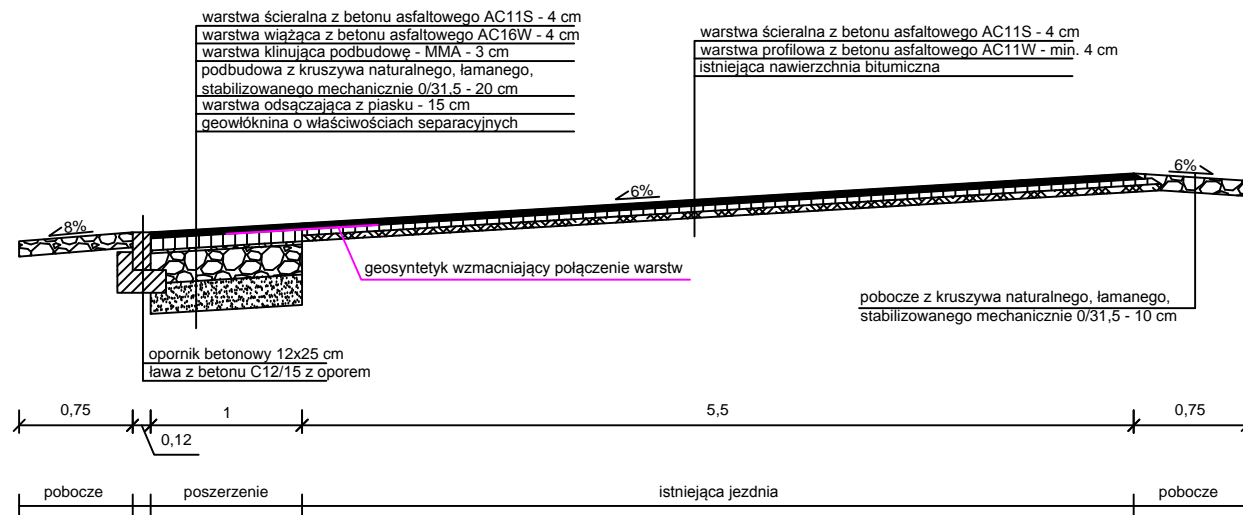 warstwa ścieralna z betonu asfaltowego AC11S - 4 cm
warstwa wiążąca z betonu asfaltowego AC16W - 4 cm
warstwa klinująca podbudowę - MMA - 3 cm
podbudowa z kruszywa naturalnego, łamanego,
stabilizowanego mechanicznie 0/31,5 - 20 cm
warstwa odsączająca z piasku - 15 cm
geowłóknina o właściwościach separacyjnych
warstwa ścieralna z betonu asfaltowego AC11S - 4 cm
warstwa profilowa z betonu asfaltowego AC11W - min. 4 cm
istniejąca nawierzchnia bitumiczna
8%
6%
6%
geosyntetyk wzmacniający połączenie warstw
pobocze z kruszywa naturalnego, łamanego,
stabilizowanego mechanicznie 0/31,5 - 10 cm
opornik betonowy 12x25 cm
ława z betonu C12/15 z oporem
0,75
1
5,5
0,75
0,12
pobocze
poszerzenie
istniejąca jezdnia
pobocze